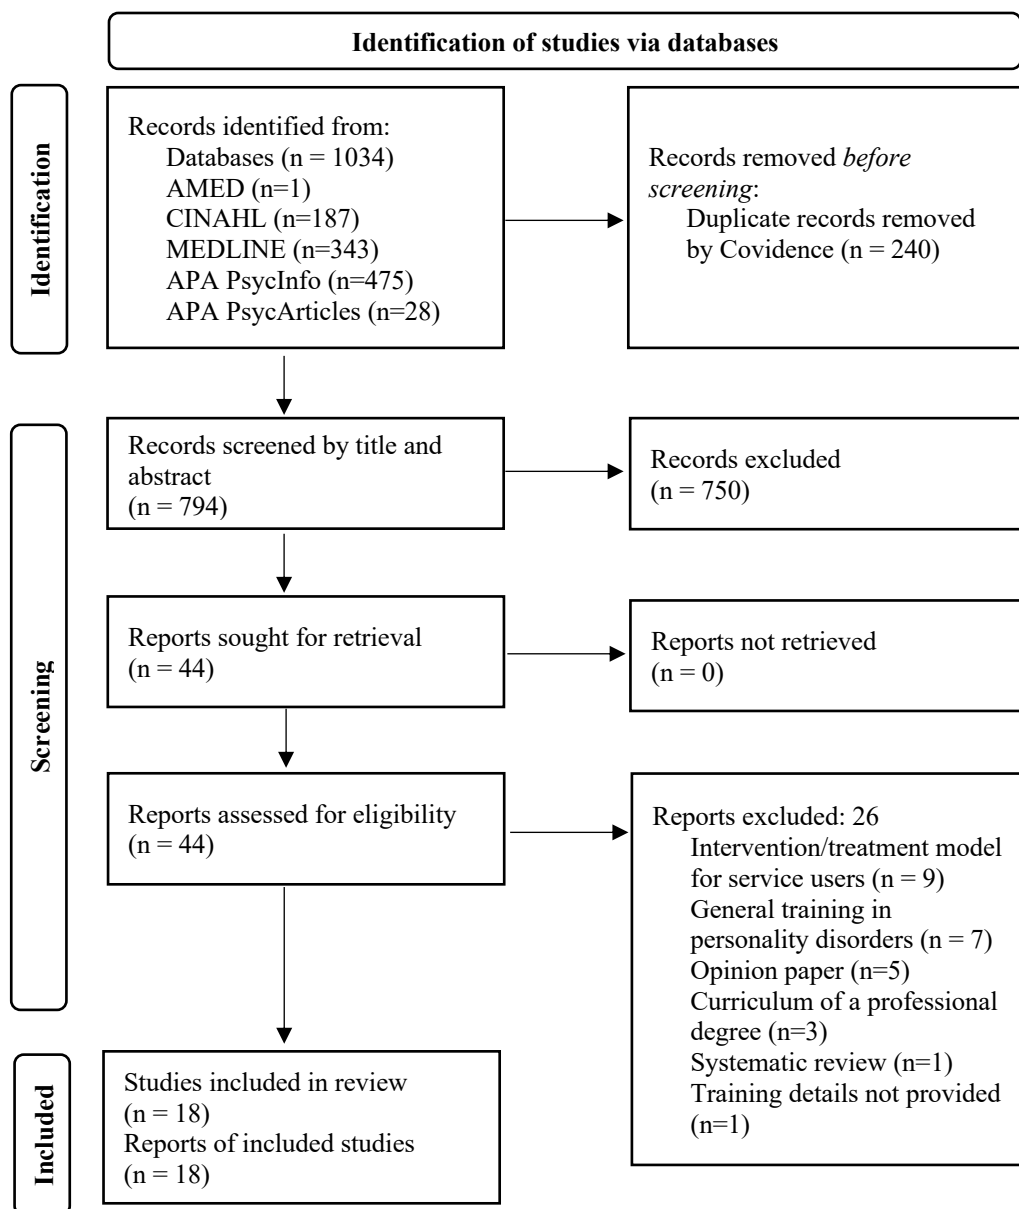 Identification of studies via databases
Identification
Records identified from:
Databases (n = 1034)
AMED (n=1)
CINAHL (n=187)
MEDLINE (n=343)
APA PsycInfo (n=475)
APA PsycArticles (n=28)
Records removed before
screening:
Duplicate records removed
by Covidence (n = 240)
Screening
Records screened by title and
abstract
(n = 794)
Records excluded
(n = 750)
Reports sought for retrieval
(n = 44)
Reports not retrieved
(n = 0)
Reports assessed for eligibility
(n = 44)
Reports excluded: 26
Intervention/treatment model
for service users (n = 9)
General training in
personality disorders (n = 7)
Opinion paper (n=5)
Curriculum of a professional
degree (n=3)
Systematic review (n=1)
Training details not provided
(n=1)
Included
Studies included in review
(n = 18)
Reports of included studies
(n = 18)